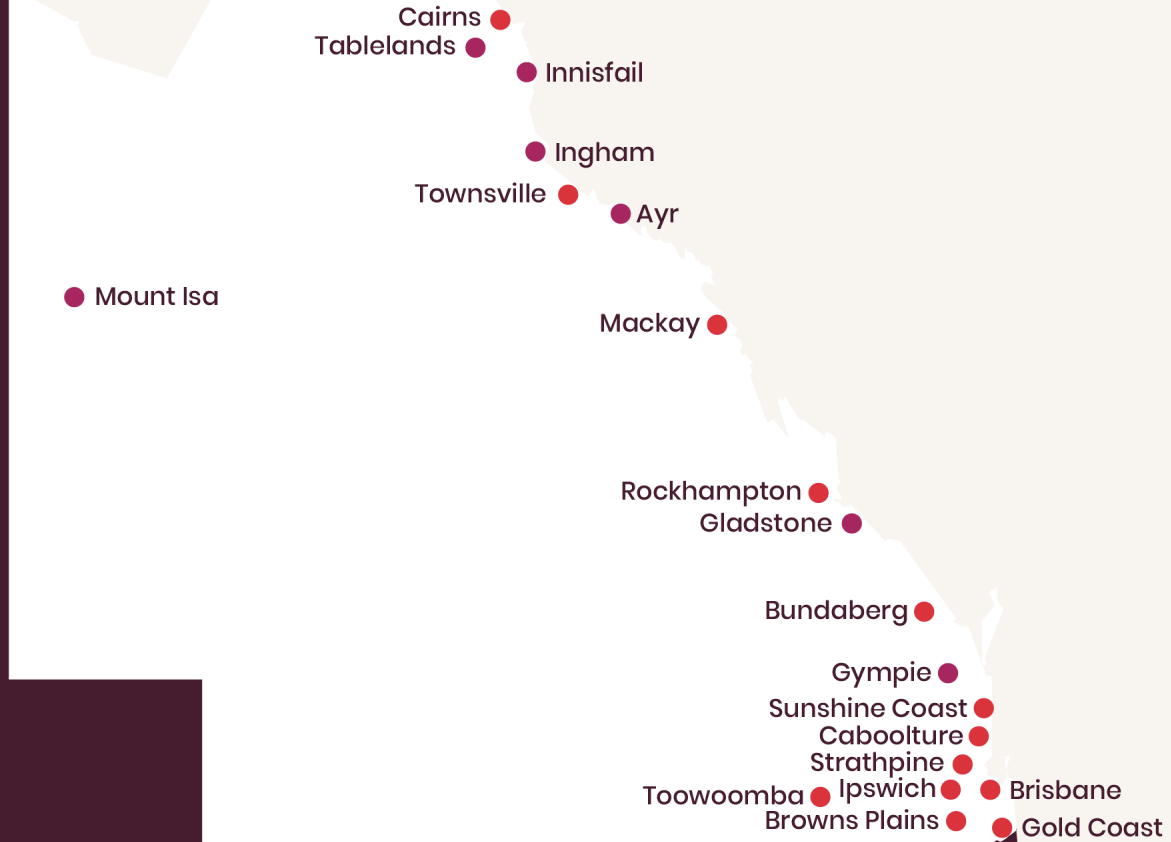 Cairns
Tablelands
Innisfail
Ingham
Townsville
Ayr
Mount Isa
Mackay
Rockhampton
Gladstone
Bundaberg
Gympie
Sunshine Coast
Caboolture
Strathpine
Ipswich
Brisbane
Toowoomba
Browns Plains
Gold Coast